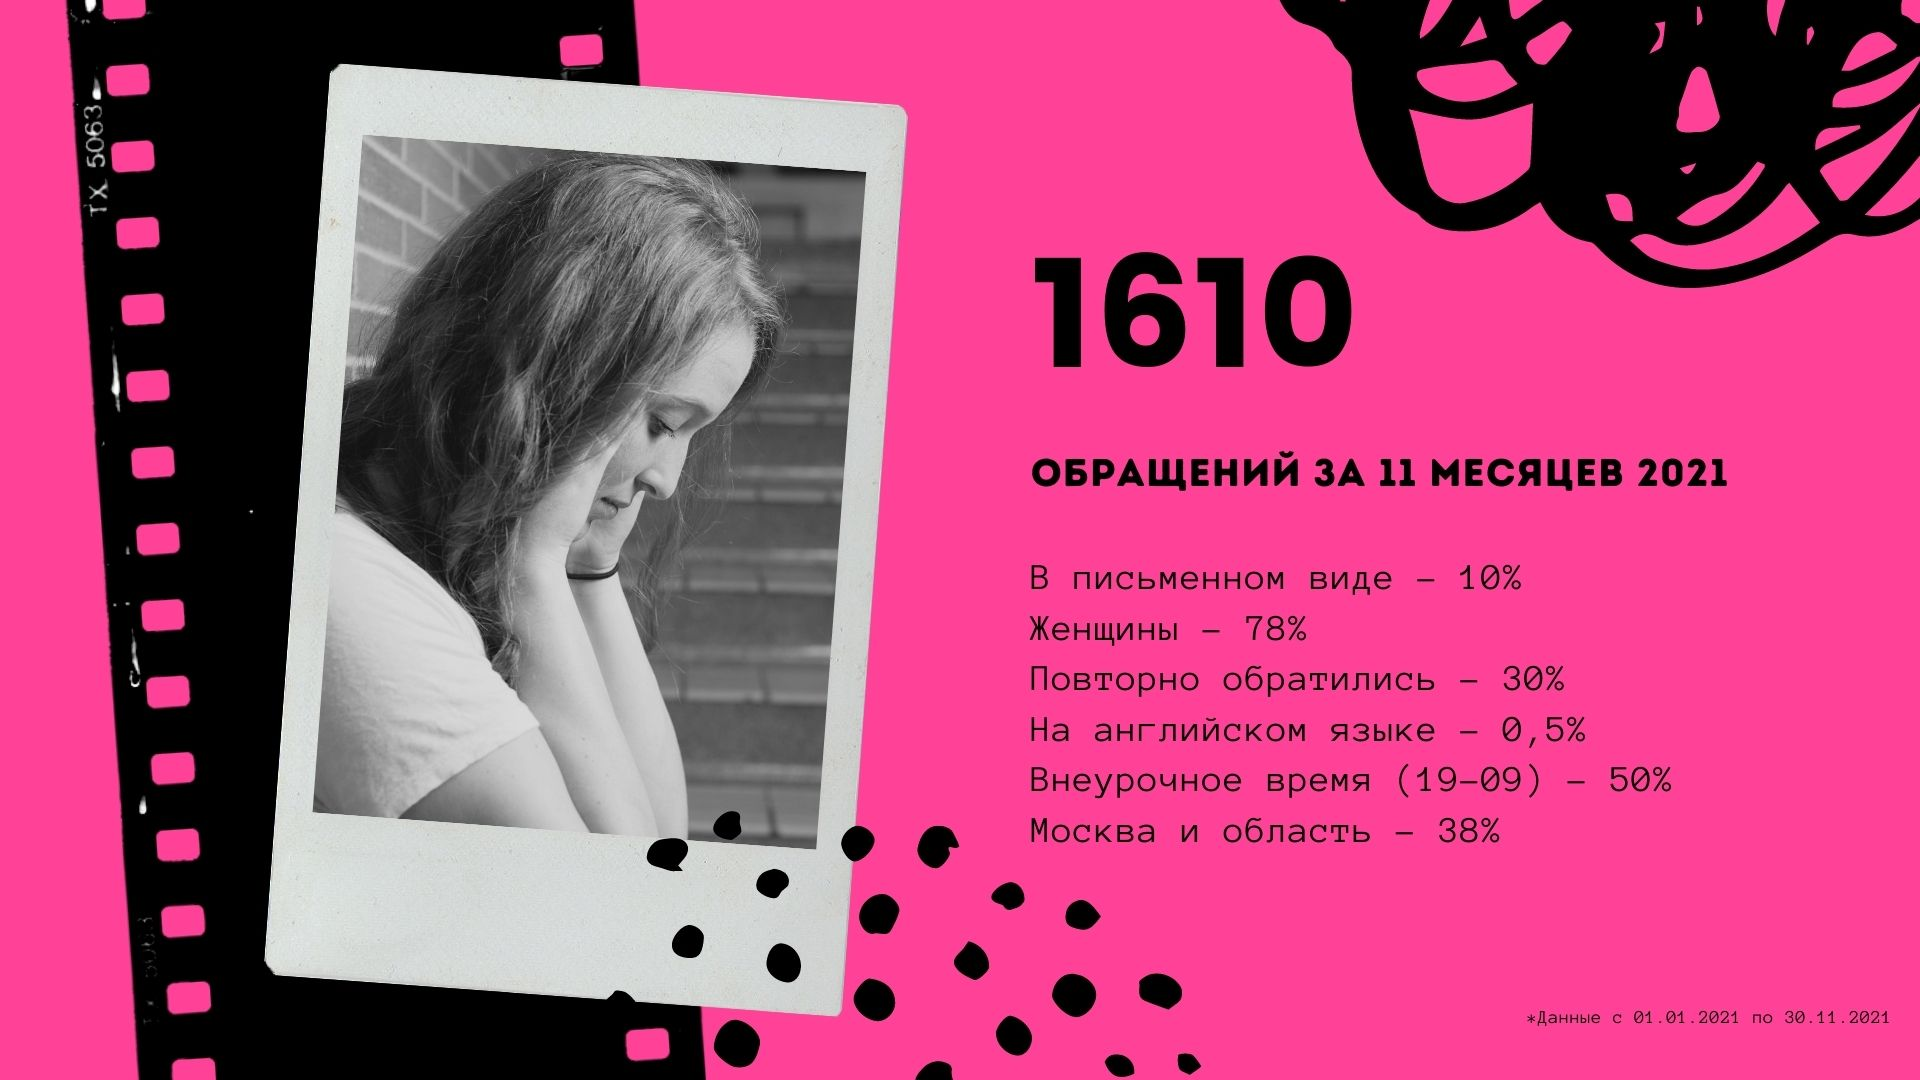 TX 5063
1610
ОБРАЩЕНИЙ ЗА 11 МЕСЯЦЕВ 2021
В письменном виде – 10%
Женщины – 78%
Повторно обратились – 30%
На английском языке – 0,5%
Внеурочное время (19–09) – 50%
Москва и область – 38%
*Данные с 01.01.2021 по 30.11.2021